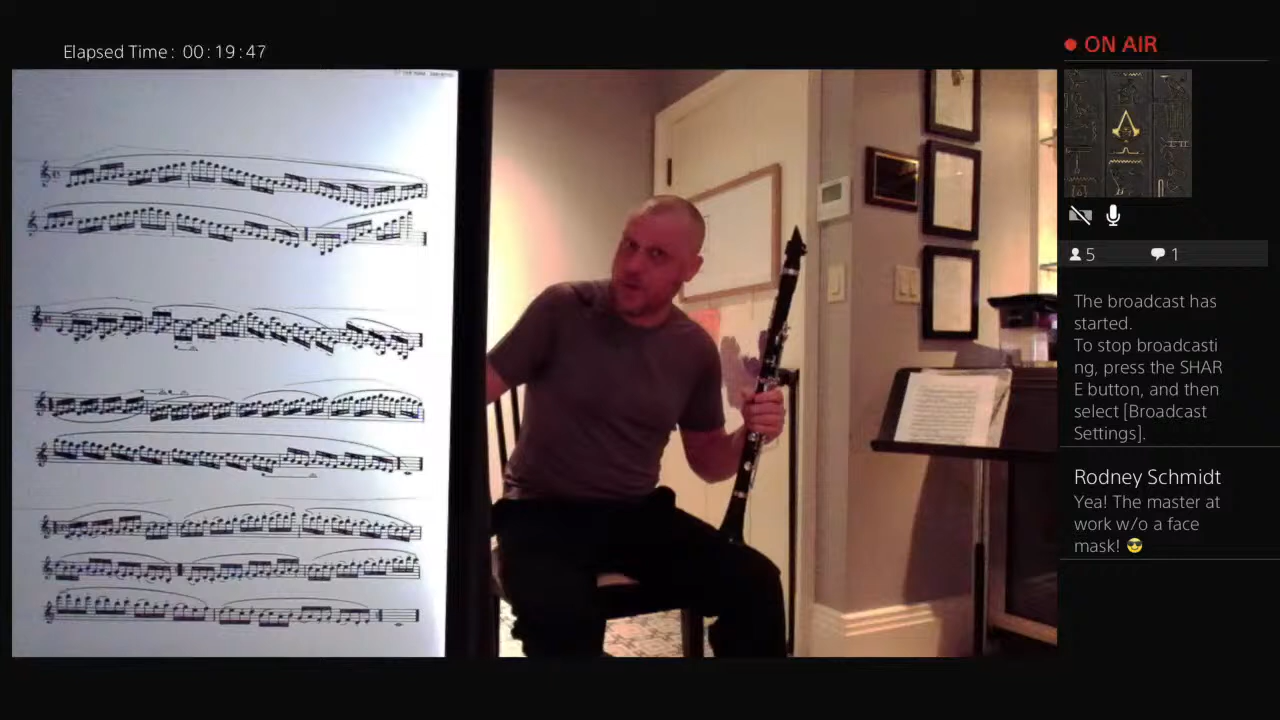 Elapsed Time: 00:19:47
ON AIR
5
1
The broadcast has
started.
To stop broadcasti
ng, press the SHAR
E button, and then
select [Broadcast
Settings].
Rodney Schmidt
Yea! The master at
work w/o a face
mask! 😎